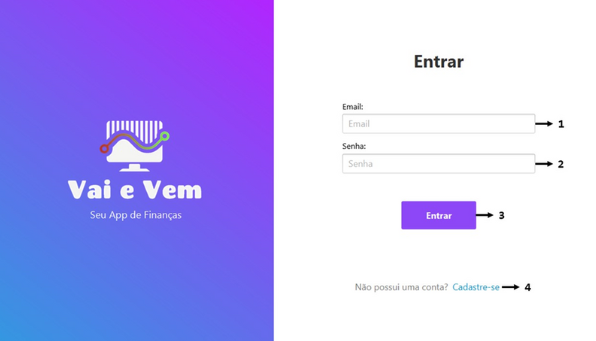 Vai e Vem
Seu App de Finanças
Entrar
Email:
Email 1
Senha:
Senha 2
Entrar 3
Não possui uma conta? Cadastre-se 4